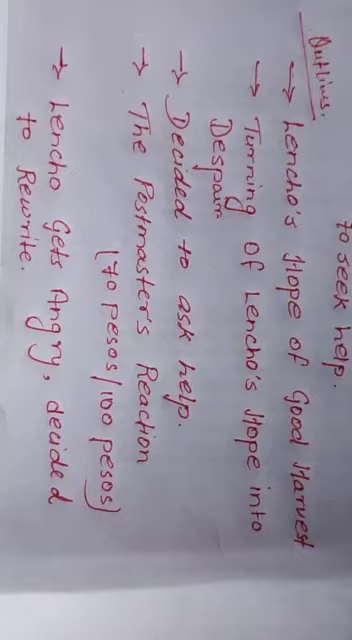 to seek help.
Outlines.
→ Lencho's Hope of Good Harvest
→ Turning of Lencho's Hope into
Despair
→ Decided to ask help.
→ The Postmaster's Reaction
(70 pesos/100 pesos)
→ Lencho Gets Angry, decided
to Rewrite.